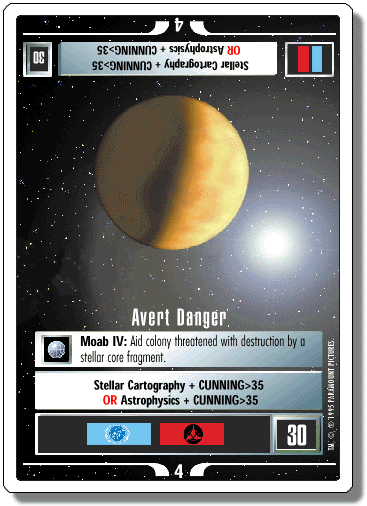 4
30
Stellar Cartography + CUNNING>35
OR Astrophysics + CUNNING>35
Avert Danger
Moab IV: Aid colony threatened with destruction by a
stellar core fragment.
Stellar Cartography + CUNNING>35
OR Astrophysics + CUNNING>35
30
TM, ©, ® 1995 PARAMOUNT PICTURES.
4